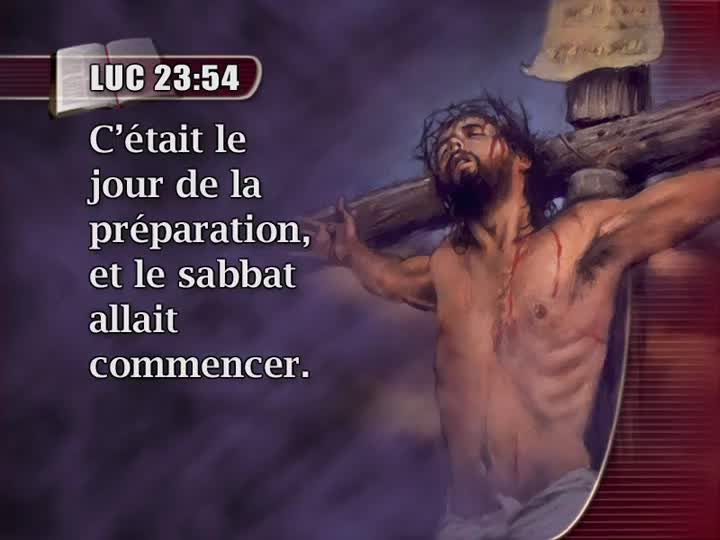 LUC 23:54
C'était le
jour de la
préparation,
et le sabbat
allait
commencer.